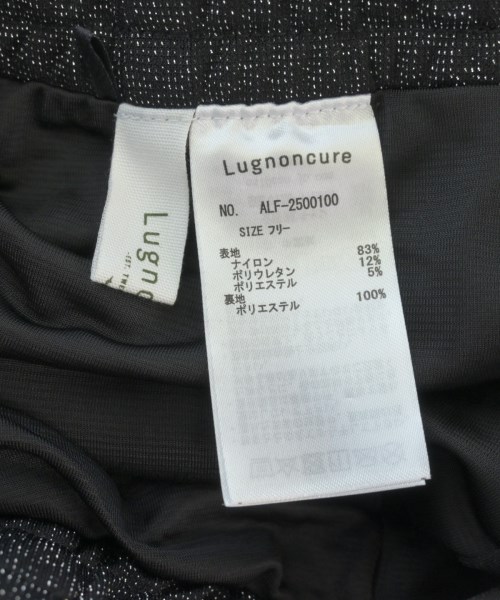 Lugno
Lugnoncure
NO. ALF-2500100
SIZE フリー
表地 83%
ナイロン 12%
ポリウレタン 5%
ポリエステル
裏地 100%
ポリエステル